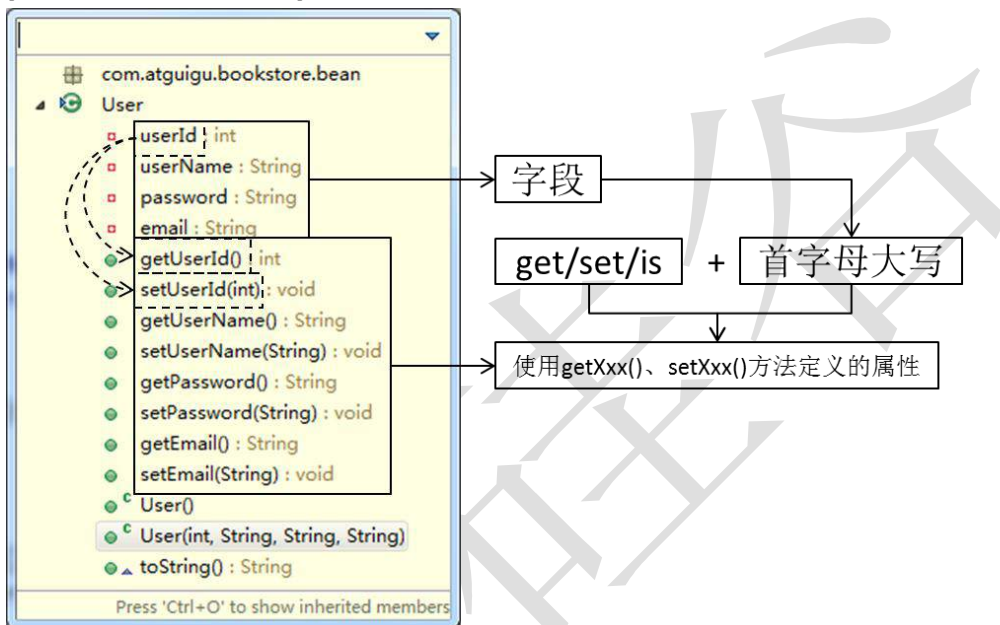 com.atguigu.bookstore.bean
User
userId : int
userName : String
password : String
email : String
getUserId() : int
setUserId(int) : void
getUserName() : String
setUserName(String) : void
getPassword() : String
setPassword(String) : void
getEmail() : String
setEmail(String) : void
User()
User(int, String, String, String)
toString() : String
Press 'Ctrl+O' to show inherited members
字段
get/set/is + 首字母大写
使用getXxx()、setXxx()方法定义的属性